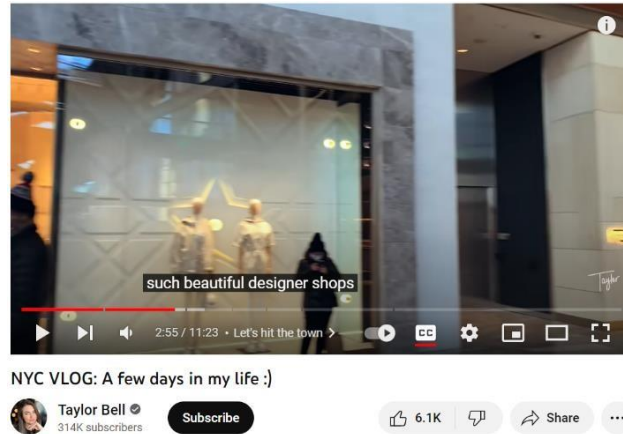 Taylor
such beautiful designer shops
2:55 / 11:23 • Let's hit the town >
CC
NYC VLOG: A few days in my life :)
Taylor Bell
314K subscribers
Subscribe
6.1K
Share